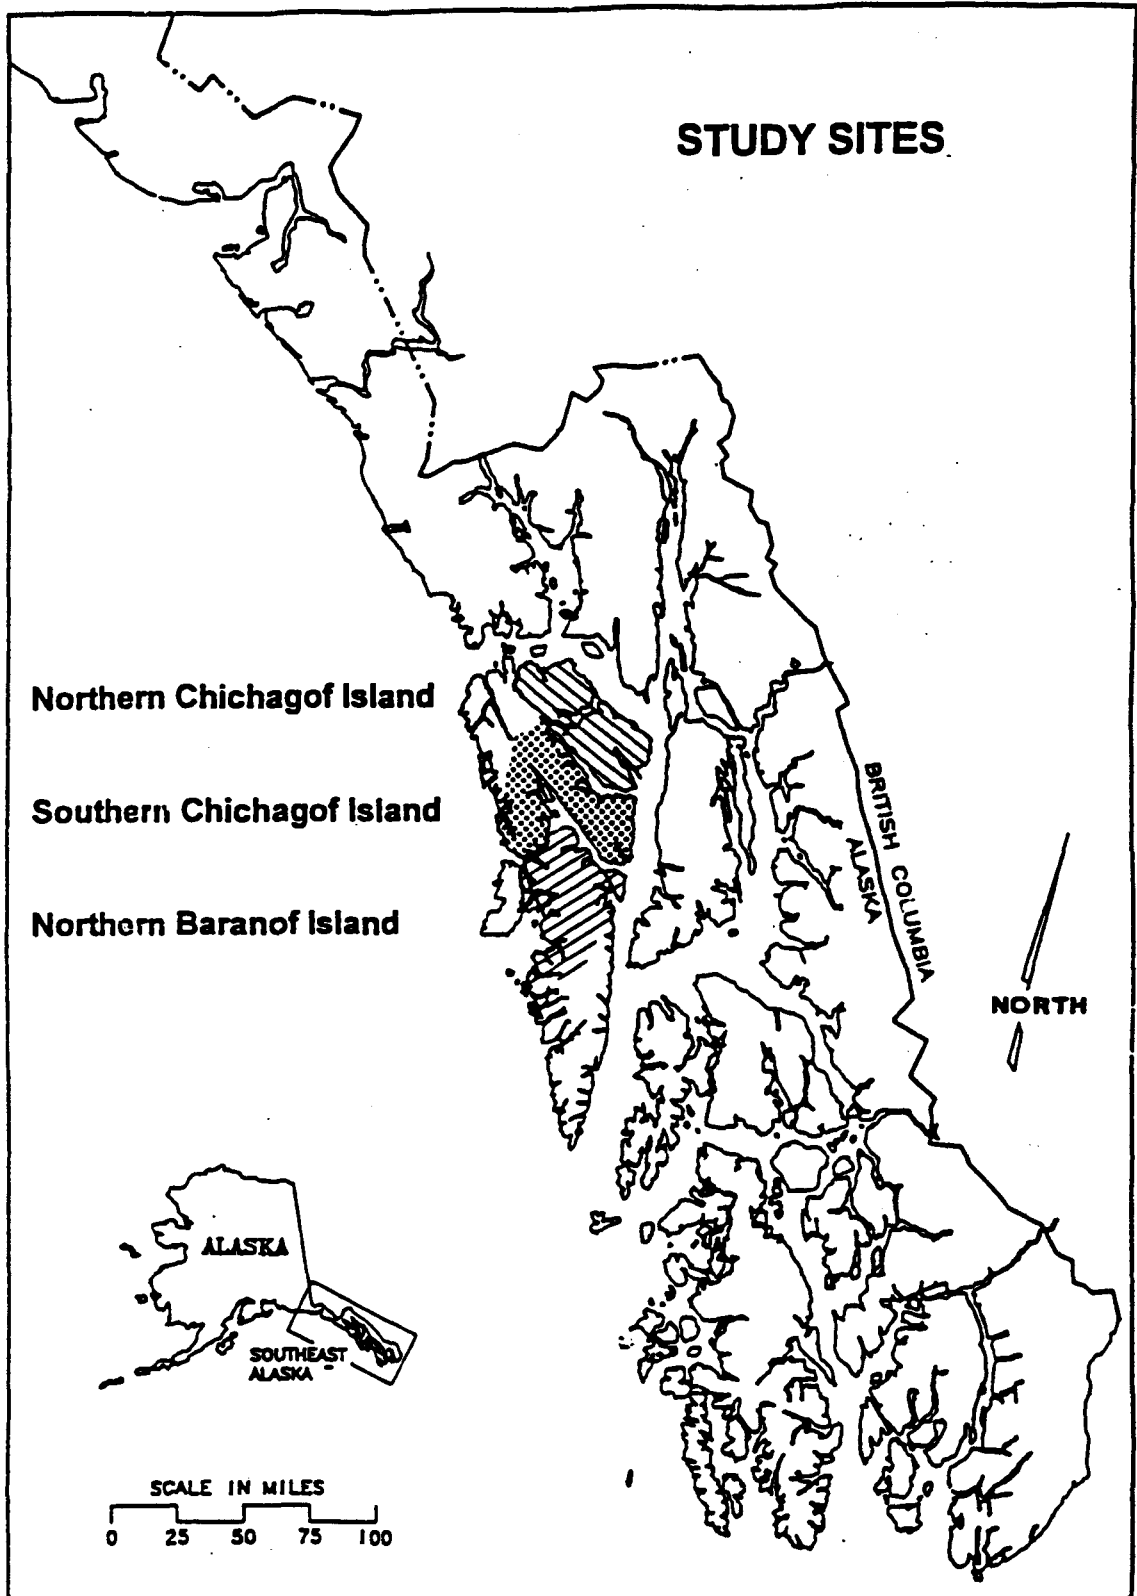 STUDY SITES
Northern Chichagof Island
Southern Chichagof Island
Northern Baranof Island
BRITISH COLUMBIA
ALASKA
NORTH
ALASKA
SOUTHEAST
ALASKA
SCALE IN MILES
0 25 50 75 100